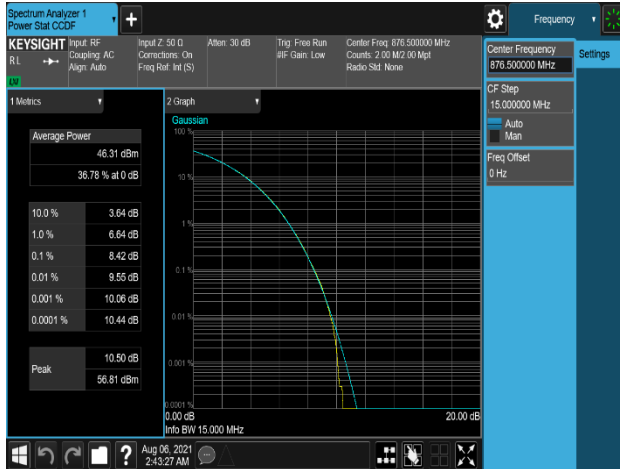 Spectrum Analyzer 1
Power Stat CCDF
Frequency
KEYSIGHT
RL
Input: RF
Coupling: AC
Align: Auto
Input Z: 50 Ω
Corrections: On
Freq Ref: Int (S)
Atten: 30 dB
Trig: Free Run
#IF Gain: Low
Center Freq: 876.500000 MHz
Counts: 2.00 M/2.00 Mpt
Radio Std: None
Center Frequency
876.500000 MHz
Settings
CF Step
15.000000 MHz
Auto
Man
Freq Offset
0 Hz
1 Metrics
Average Power
46.31 dBm
36.78 % at 0 dB
10.0 % 3.64 dB
1.0 % 6.64 dB
0.1 % 8.42 dB
0.01 % 9.55 dB
0.001 % 10.06 dB
0.0001 % 10.44 dB
Peak
10.50 dB
56.81 dBm
2 Graph
Gaussian
100 %
10 %
1 %
0.1 %
0.01 %
0.001 %
0.0001 %
0.00 dB 20.00 dB
Info BW 15.000 MHz
? Aug 06, 2021
2:43:27 AM